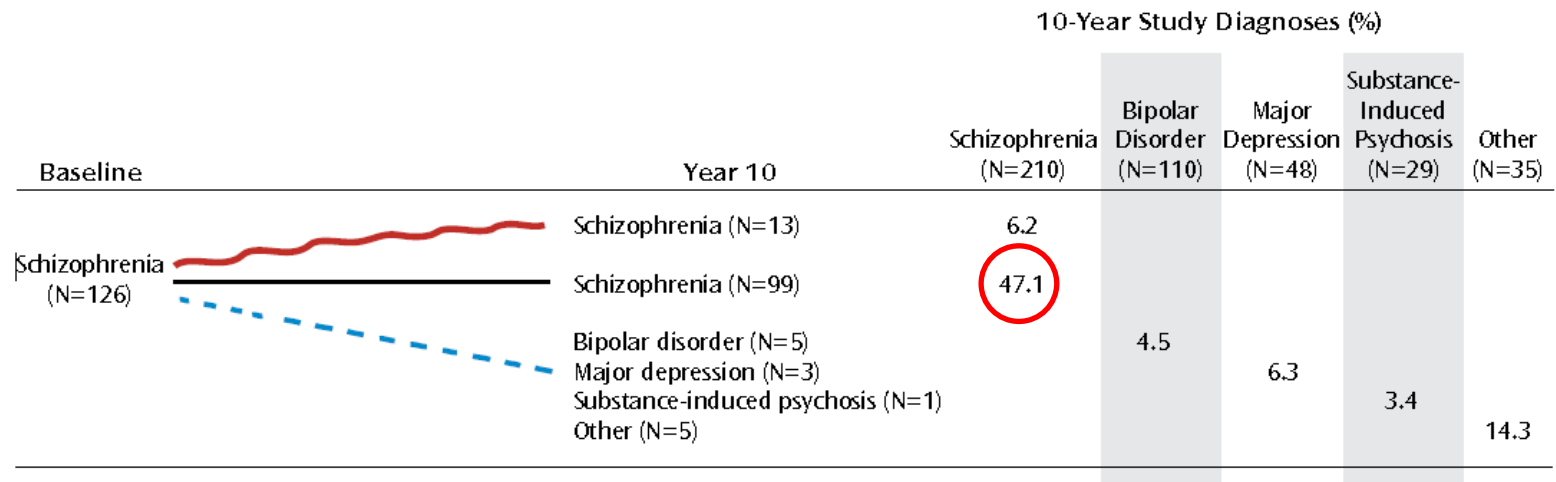 10-Year Study Diagnoses (%)
Baseline
Year 10
Schizophrenia
(N=210)
Bipolar
Disorder
(N=110)
Major
Depression
(N=48)
Substance-
Induced
Psychosis
(N=29)
Other
(N=35)
Schizophrenia
(N=126)
Schizophrenia (N=13) 6.2
Schizophrenia (N=99) 47.1
Bipolar disorder (N=5) 4.5
Major depression (N=3) 6.3
Substance-induced psychosis (N=1) 3.4
Other (N=5) 14.3